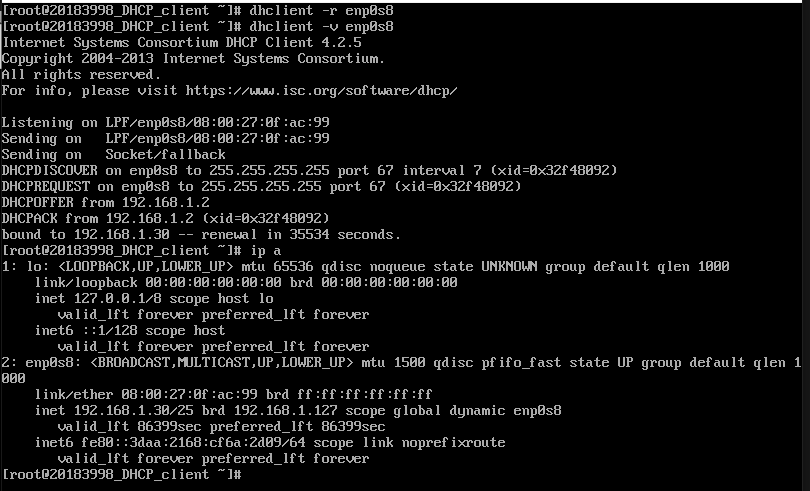 [root@20183998_DHCP_client ~]# dhclient -r enp0s8
[root@20183998_DHCP_client ~]# dhclient -v enp0s8
Internet Systems Consortium DHCP Client 4.2.5
Copyright 2004-2013 Internet Systems Consortium.
All rights reserved.
For info, please visit https://www.isc.org/software/dhcp/

Listening on LPF/enp0s8/08:00:27:0f:ac:99
Sending on   LPF/enp0s8/08:00:27:0f:ac:99
Sending on   Socket/fallback
DHCPDISCOVER on enp0s8 to 255.255.255.255 port 67 interval 7 (xid=0x32f48092)
DHCPREQUEST on enp0s8 to 255.255.255.255 port 67 (xid=0x32f48092)
DHCPOFFER from 192.168.1.2
DHCPACK from 192.168.1.2 (xid=0x32f48092)
bound to 192.168.1.30 -- renewal in 35534 seconds.
[root@20183998_DHCP_client ~]# ip a
1: lo: <LOOPBACK,UP,LOWER_UP> mtu 65536 qdisc noqueue state UNKNOWN group default qlen 1000
    link/loopback 00:00:00:00:00:00 brd 00:00:00:00:00:00
    inet 127.0.0.1/8 scope host lo
       valid_lft forever preferred_lft forever
    inet6 ::1/128 scope host
       valid_lft forever preferred_lft forever
2: enp0s8: <BROADCAST,MULTICAST,UP,LOWER_UP> mtu 1500 qdisc pfifo_fast state UP group default qlen 1
000
    link/ether 08:00:27:0f:ac:99 brd ff:ff:ff:ff:ff:ff
    inet 192.168.1.30/25 brd 192.168.1.127 scope global dynamic enp0s8
       valid_lft 86399sec preferred_lft 86399sec
    inet6 fe80::3daa:2168:cf6a:2d09/64 scope link noprefixroute
       valid_lft forever preferred_lft forever
[root@20183998_DHCP_client ~]#